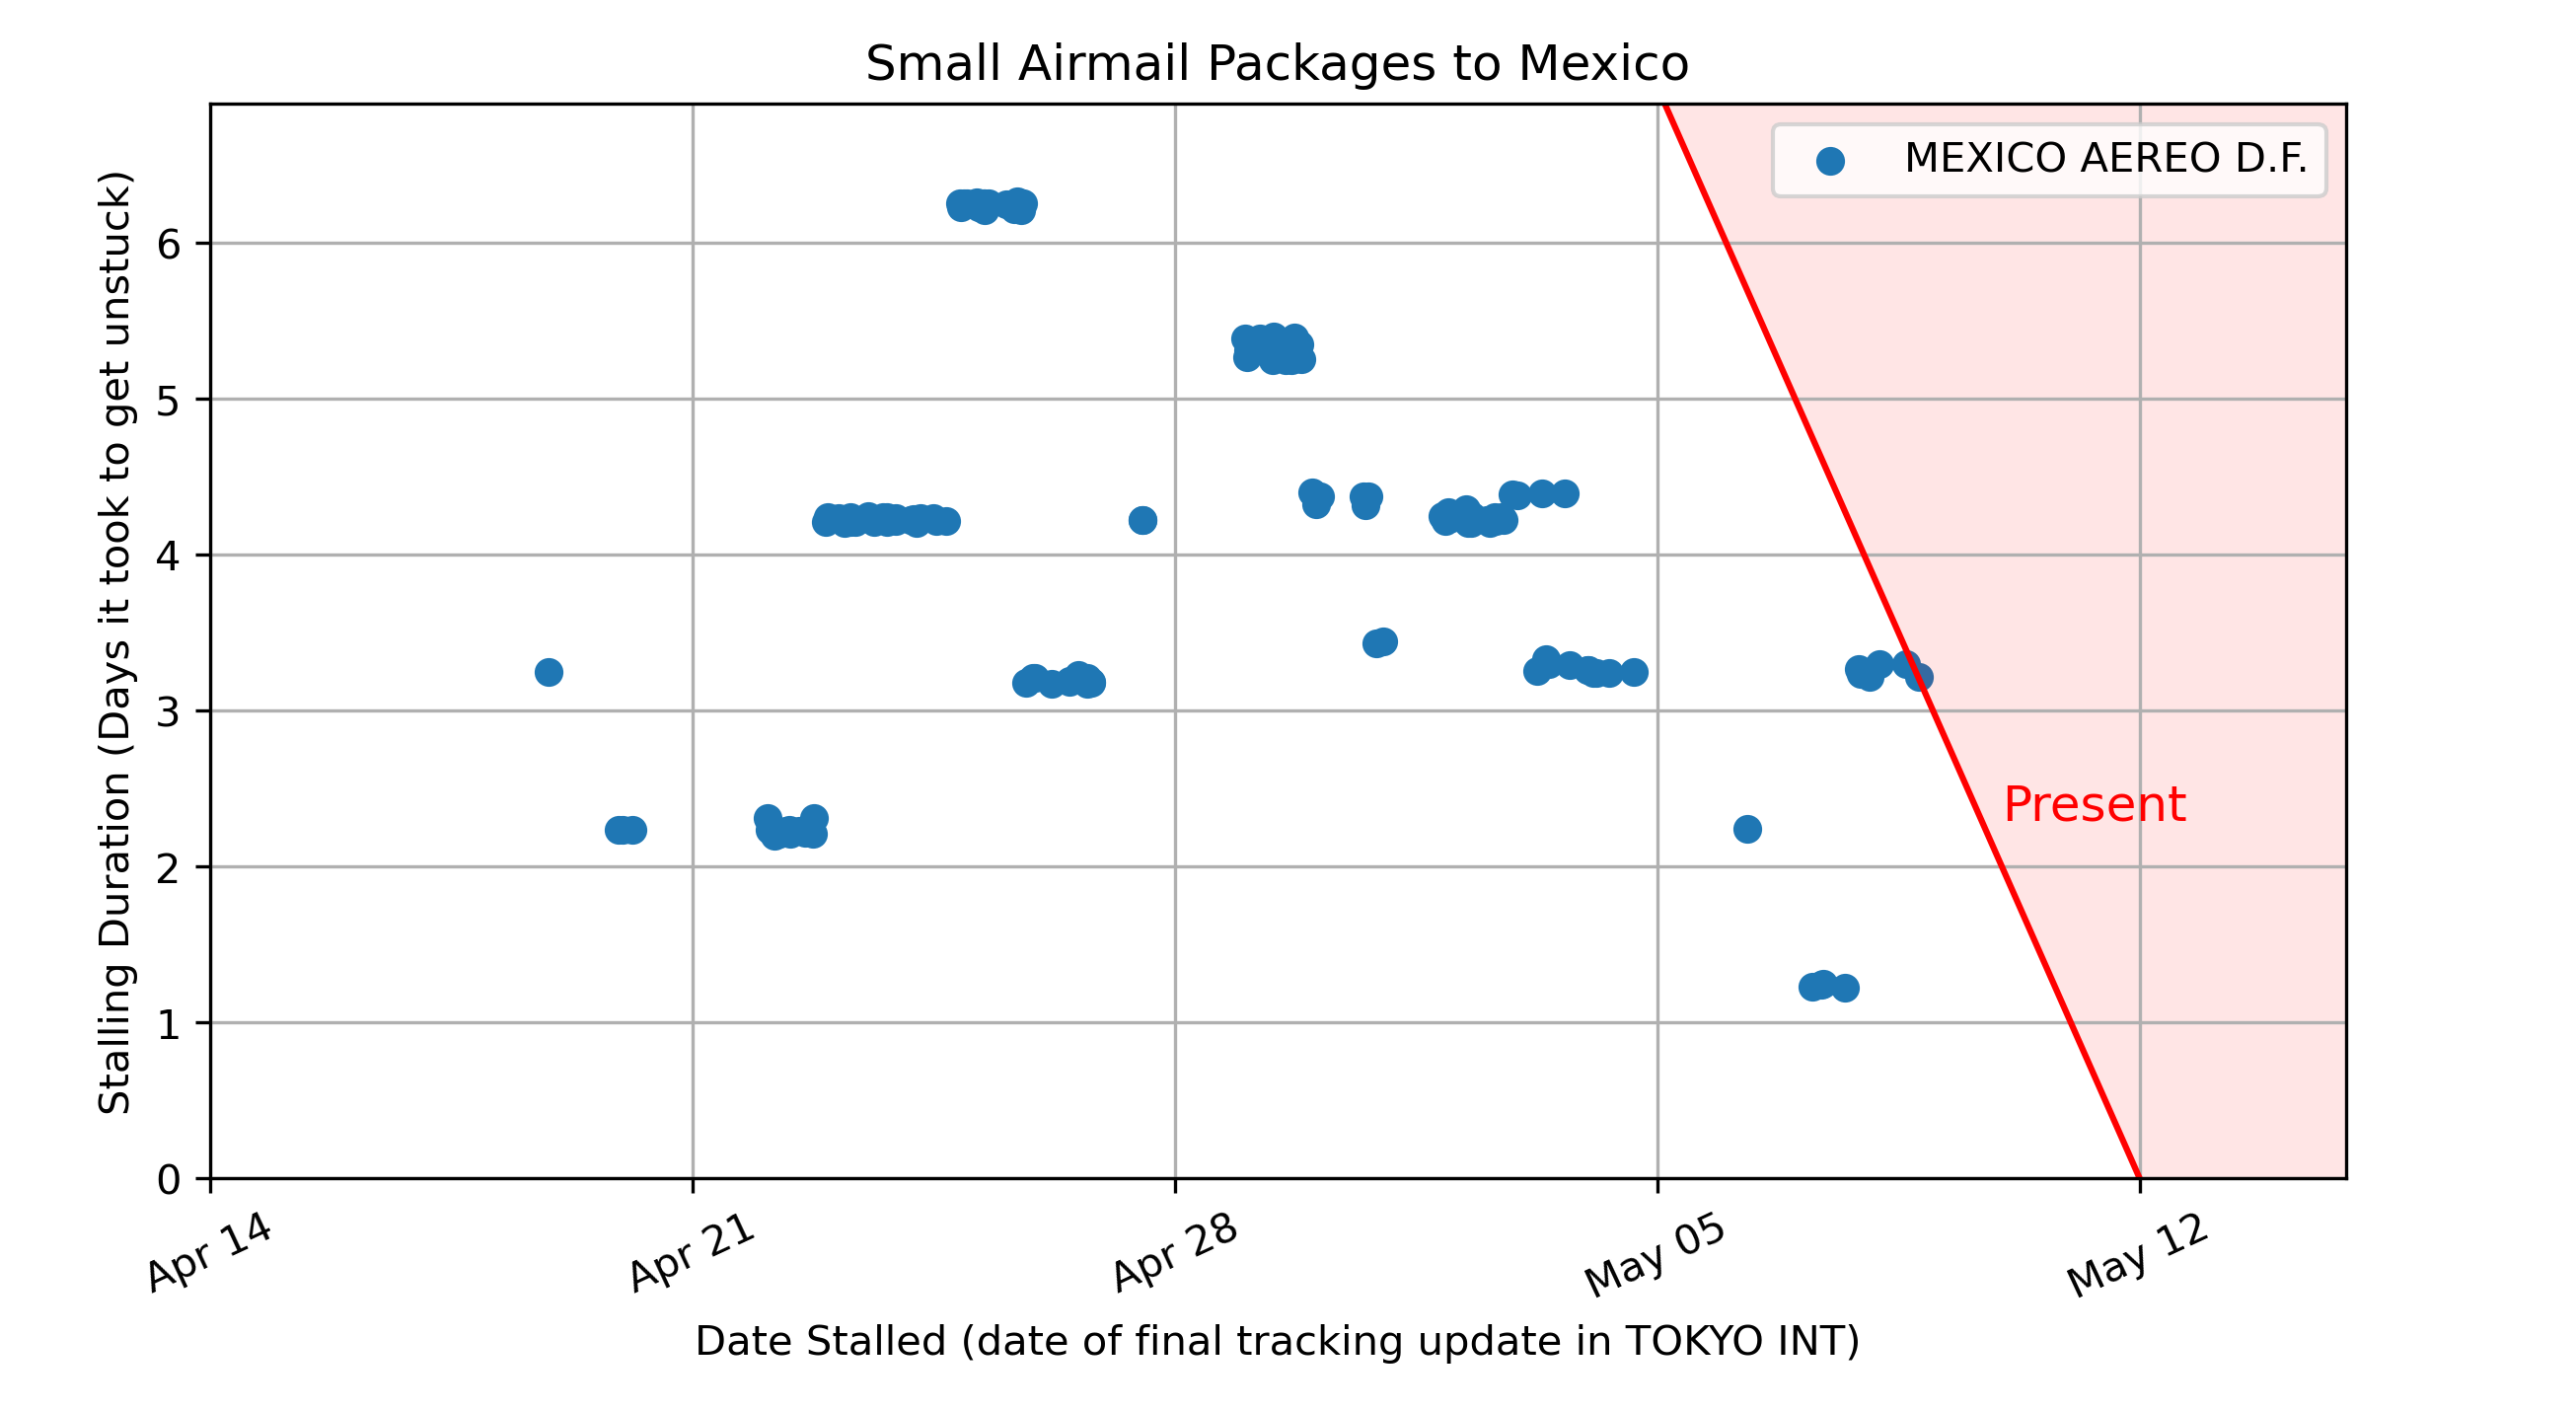 Small Airmail Packages to Mexico
MEXICO AEREO D.F.
Stalling Duration (Days it took to get unstuck)
6
5
4
3
2
1
0
Present
Apr 14
Apr 21
Apr 28
May 05
May 12
Date Stalled (date of final tracking update in TOKYO INT)